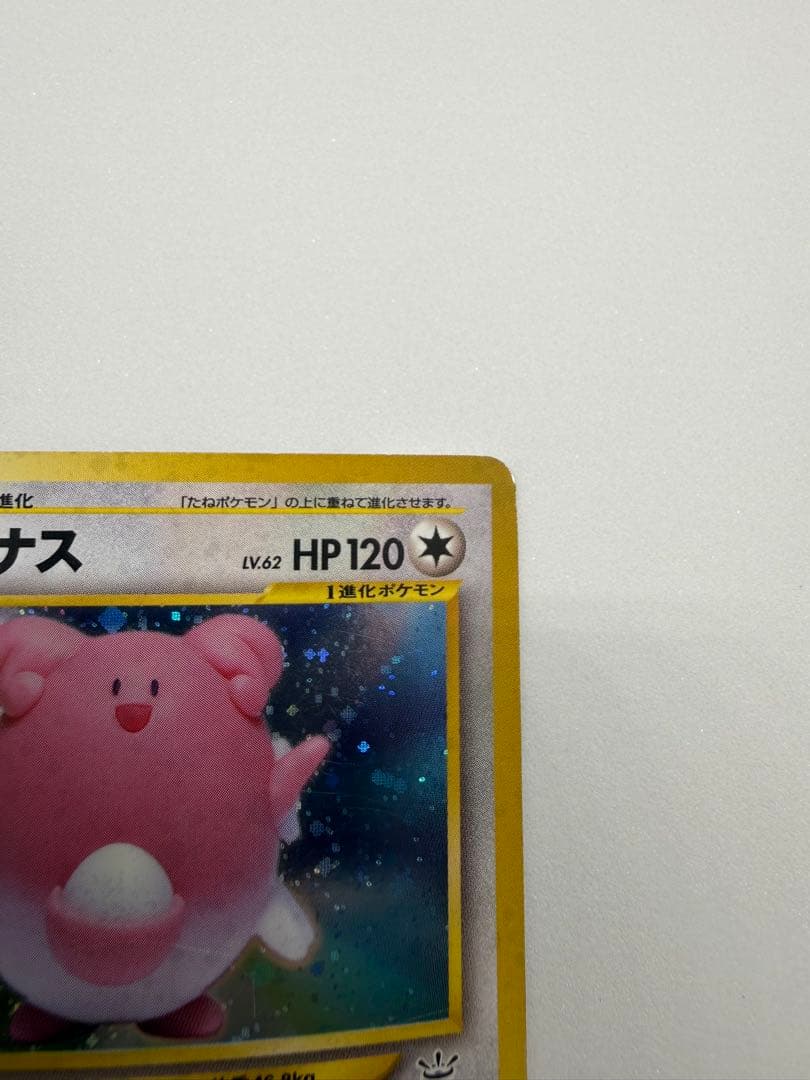 進化 「たねポケモン」の上に重ねて進化させます。
ナス LV.62 HP120
1進化ポケモン